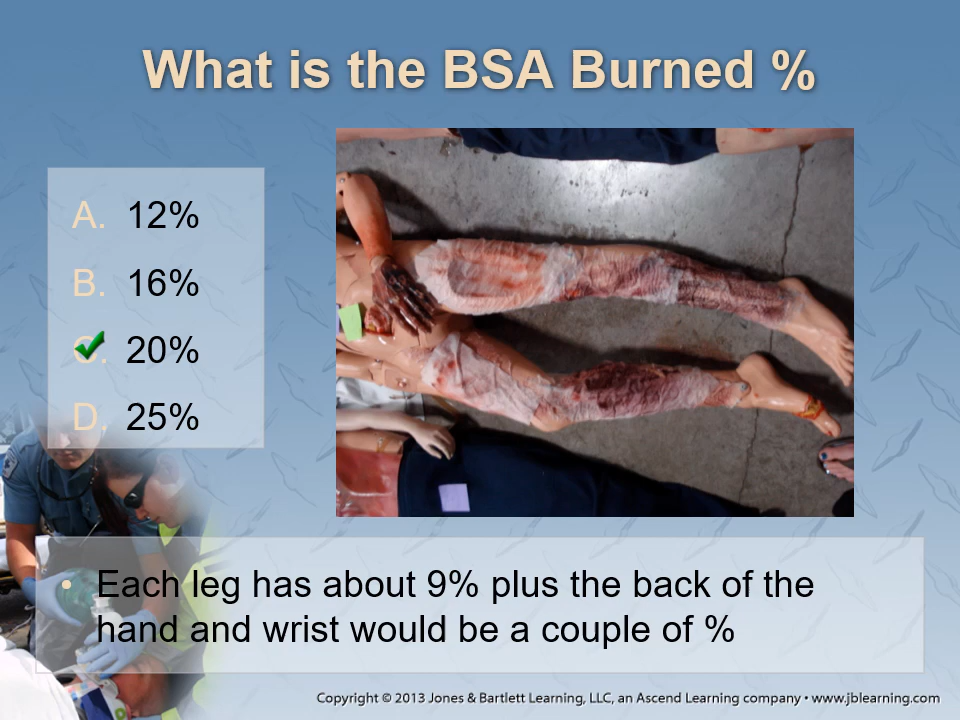 What is the BSA Burned %
A. 12%
B. 16%
C. 20%
D. 25%
• Each leg has about 9% plus the back of the
hand and wrist would be a couple of %
Copyright © 2013 Jones & Bartlett Learning, LLC, an Ascend Learning company • www.jblearning.com